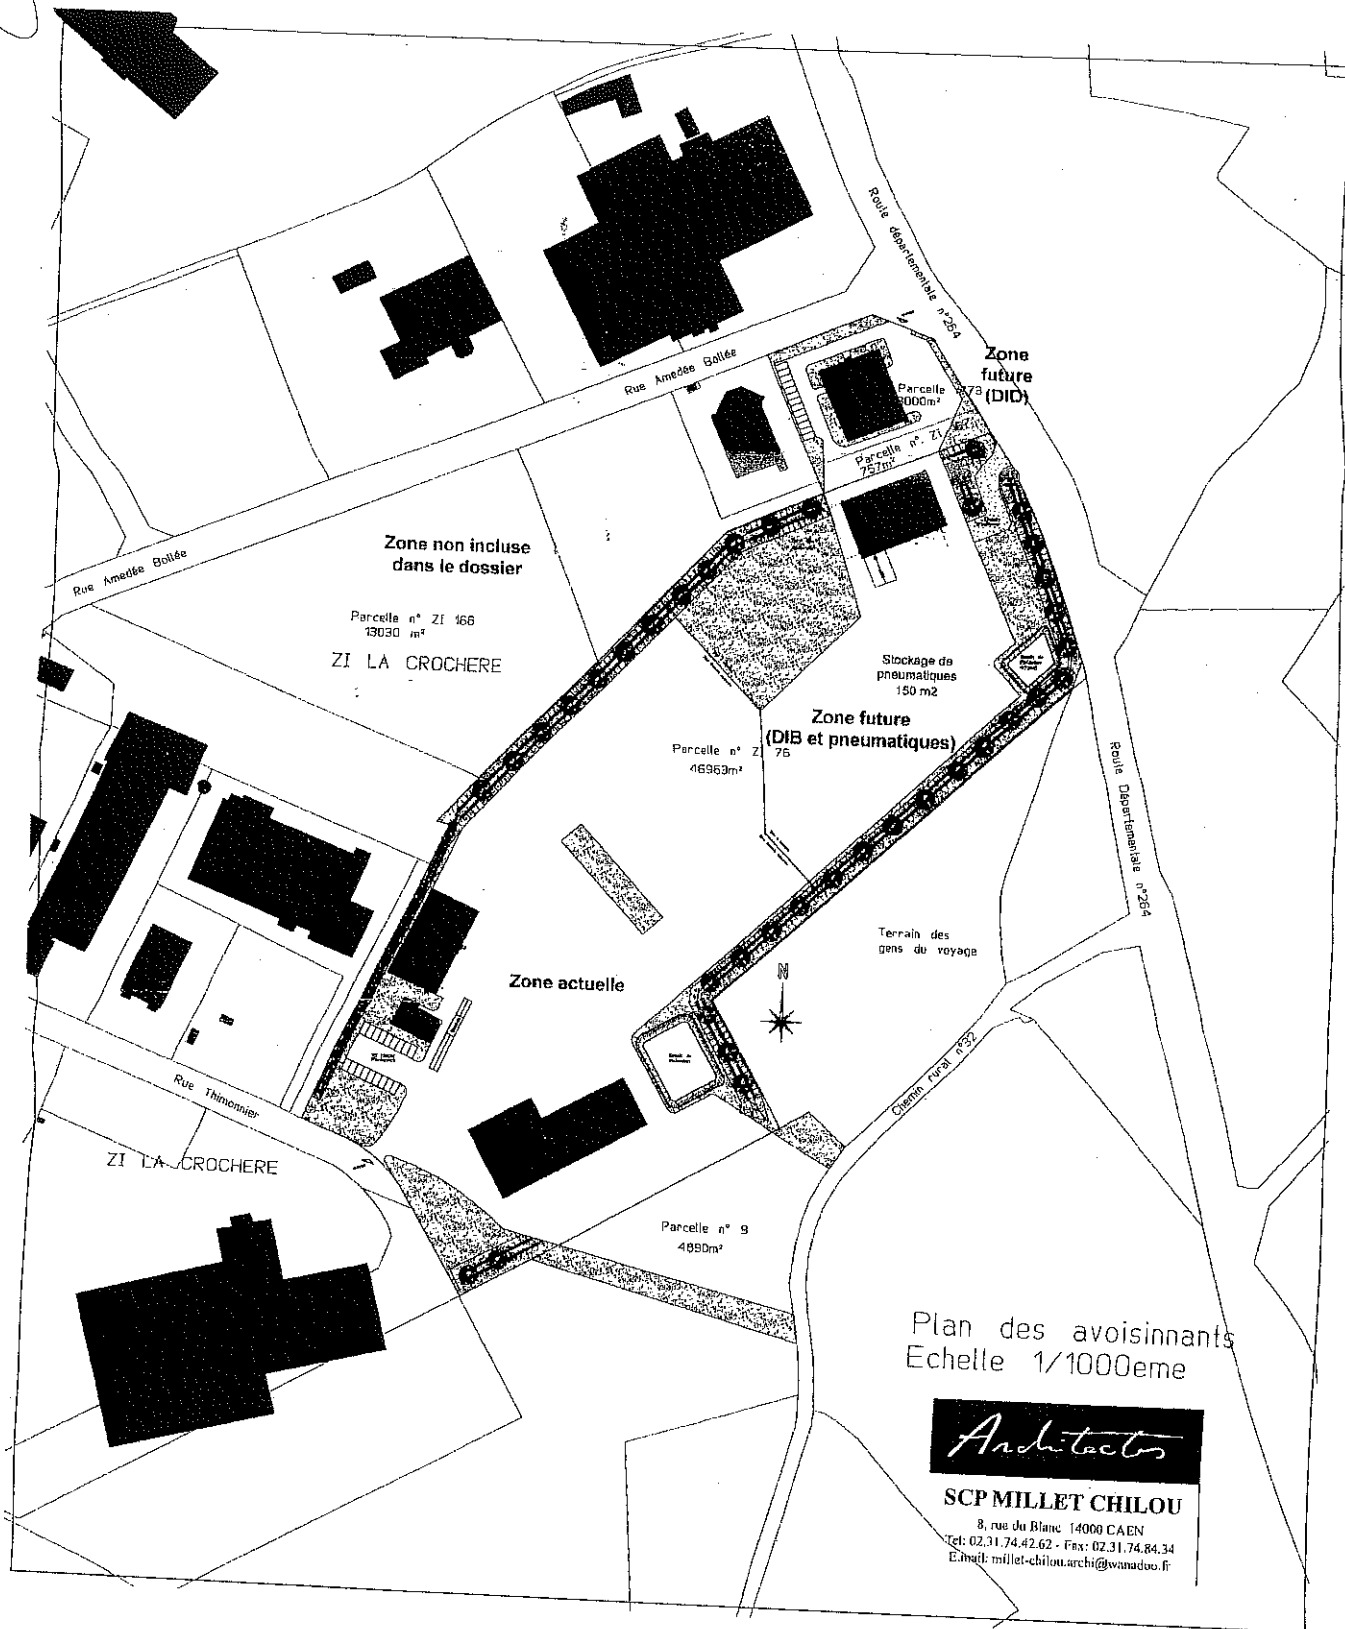 Route départementale n°264
Zone
future
(DID)
Rue Amedée Bollée
Parcelle
3000m²
Parcelle n° ZI
757m²
Zone non incluse
dans le dossier
Rue Amedée Bollée
Parcelle n° ZI 168
13030 m²
ZI LA CROCHERE
Stockage de
pneumatiques
150 m2
Zone future
(DIB et pneumatiques)
Parcelle n° ZI 76
46963m²
Route Départementale n°264
Terrain des
gens du voyage
Zone actuelle
N
Chemin rural n°32
Rue Thimonnier
ZI LA CROCHERE
Parcelle n° 9
4890m²
Plan des avoisinnants
Echelle 1/1000eme
Architectes
SCP MILLET CHILOU
8, rue du Blanc 14000 CAEN
Tel: 02.31.74.42.62 - Fax: 02.31.74.84.34
E.mail: millet-chilou.archi@wanadoo.fr